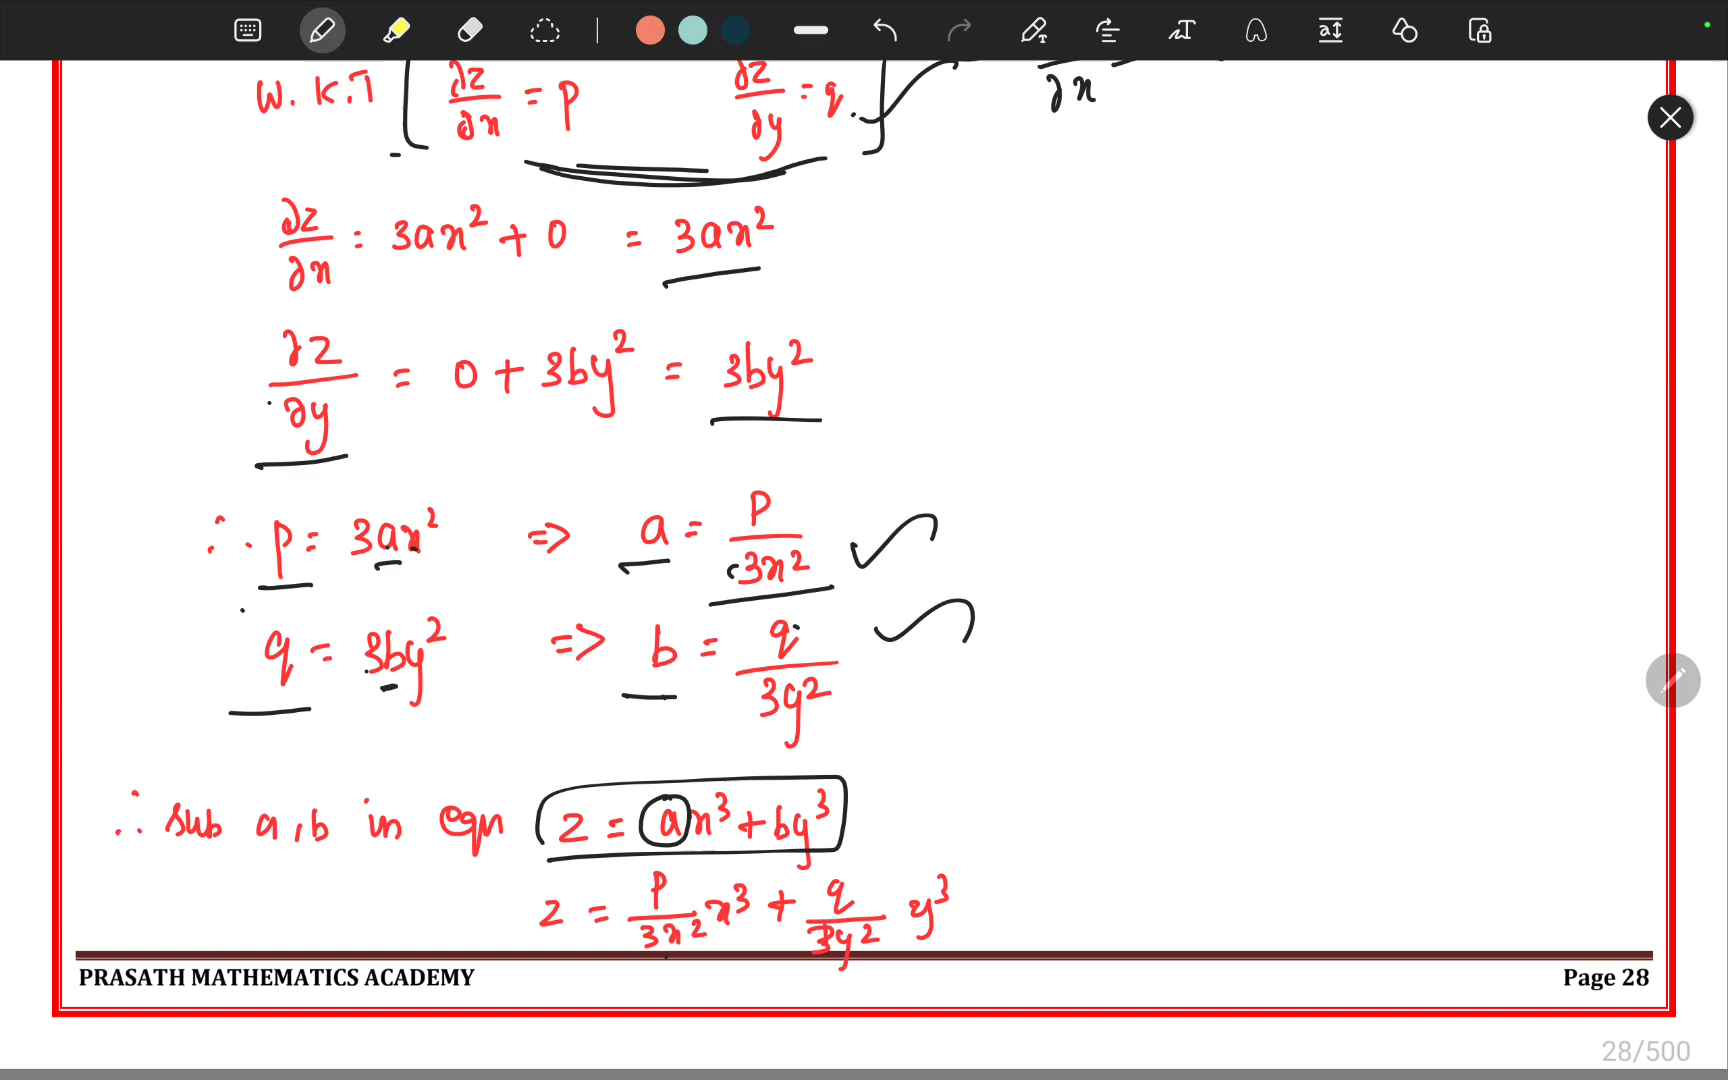 W.K.T [ ∂z/∂x = p ∂z/∂y = q ] ∂x
∂z/∂x = 3ax² + 0 = 3ax²
∂z/∂y = 0 + 3by² = 3by²
∴ p = 3ax² => a = p/3x²
q = 3by² => b = q/3y²
∴ sub a, b in eqn z = ax³ + by³
z = p/3x² x³ + q/3y² y³
PRASATH MATHEMATICS ACADEMY Page 28
28/500